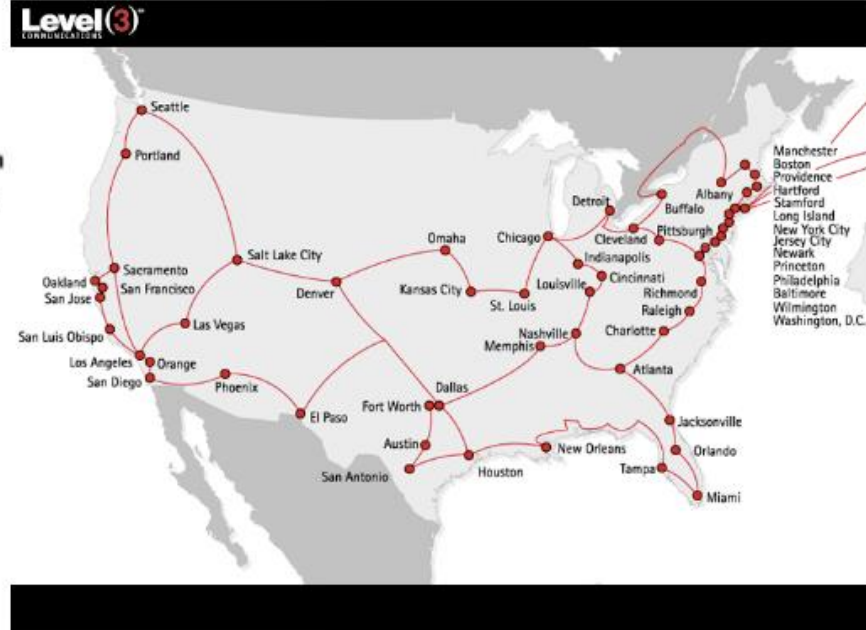 Level(3)
COMMUNICATIONS
Seattle
Portland
Manchester
Boston
Providence
Hartford
Stamford
Long Island
New York City
Jersey City
Newark
Princeton
Philadelphia
Baltimore
Wilmington
Washington, D.C.
Albany
Buffalo
Detroit
Cleveland
Pittsburgh
Chicago
Omaha
Salt Lake City
Indianapolis
Sacramento
Oakland
San Francisco
San Jose
Denver
Kansas City
St. Louis
Louisville
Cincinnati
Richmond
Raleigh
Las Vegas
San Luis Obispo
Nashville
Charlotte
Memphis
Los Angeles
Orange
San Diego
Phoenix
Atlanta
Dallas
Fort Worth
El Paso
Jacksonville
Austin
New Orleans
Orlando
San Antonio
Houston
Tampa
Miami